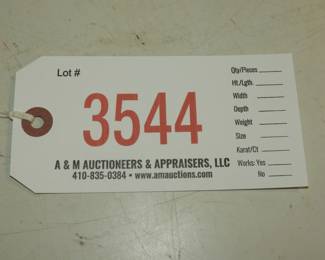 Lot #
3544
A & M AUCTIONEERS & APPRAISERS, LLC
410-835-0384 • www.amauctions.com
Qty/Pieces
Ht./Lgth.
Width
Depth
Weight
Size
Karat/Ct
Works: Yes
No